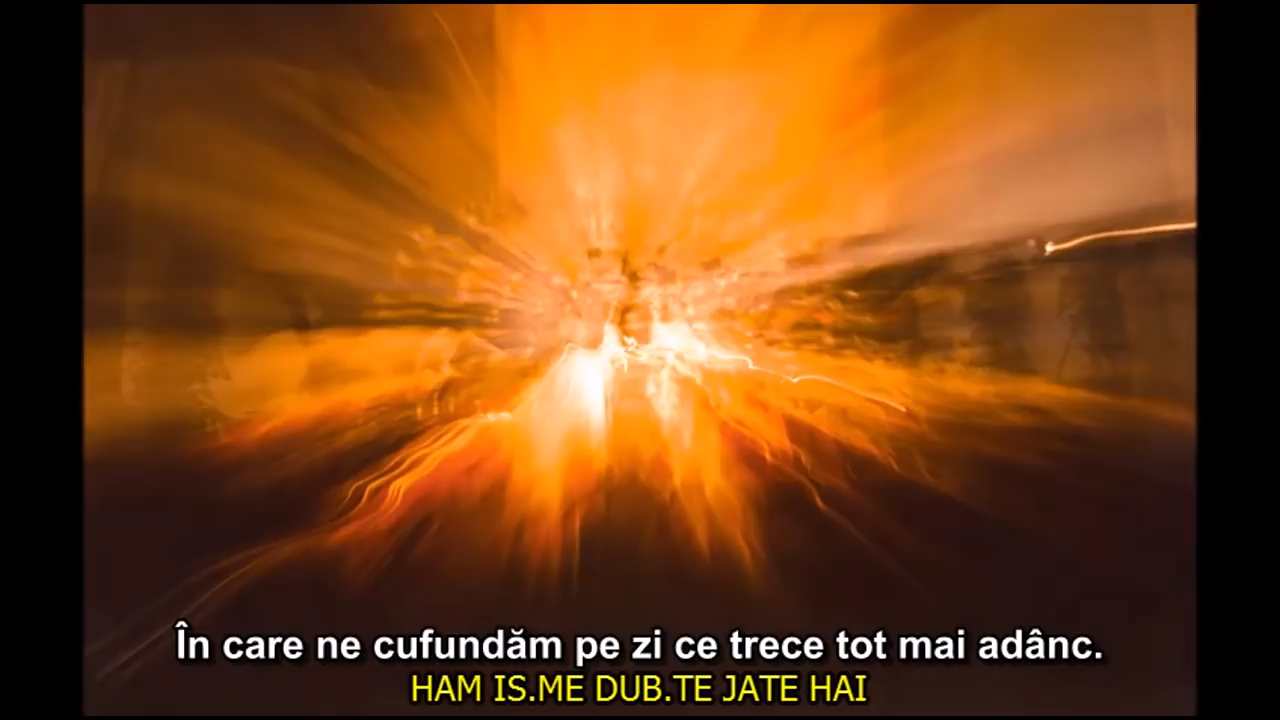 În care ne cufundăm pe zi ce trece tot mai adânc.
HAM IS.ME DUB.TE JATE HAI